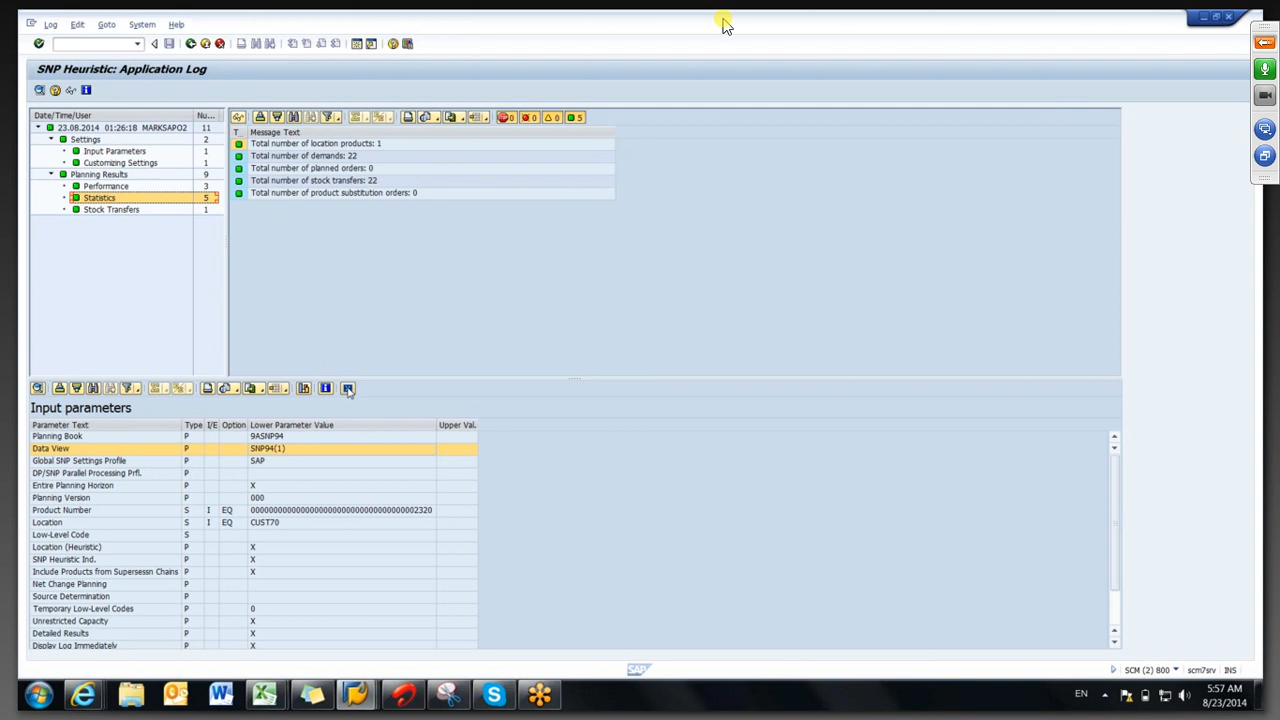 Log Edit Goto System Help
SNP Heuristic: Application Log
Date/Time/User Nu...
23.08.2014 01:26:18 MARKSAPO2 11
Settings 2
Input Parameters 1
Customizing Settings 1
Planning Results 9
Performance 3
Statistics 5
Stock Transfers 1
0 0 0 5
T... Message Text
Total number of location products: 1
Total number of demands: 22
Total number of planned orders: 0
Total number of stock transfers: 22
Total number of product substitution orders: 0
Input parameters
Parameter Text Type I/E Option Lower Parameter Value Upper Val.
Planning Book P 9ASNP94
Data View P SNP94(1)
Global SNP Settings Profile P SAP
DP/SNP Parallel Processing Prfl. P
Entire Planning Horizon P X
Planning Version P 000
Product Number S I EQ 0000000000000000000000000000000000002320
Location S I EQ CUST70
Low-Level Code S
Location (Heuristic) P X
SNP Heuristic Ind. P X
Include Products from Supersessn Chains P X
Net Change Planning P
Source Determination P
Temporary Low-Level Codes P 0
Unrestricted Capacity P X
Detailed Results P X
Display Log Immediately P X
SAP SCM (2) 800 scm7srv INS
EN 5:57 AM
8/23/2014